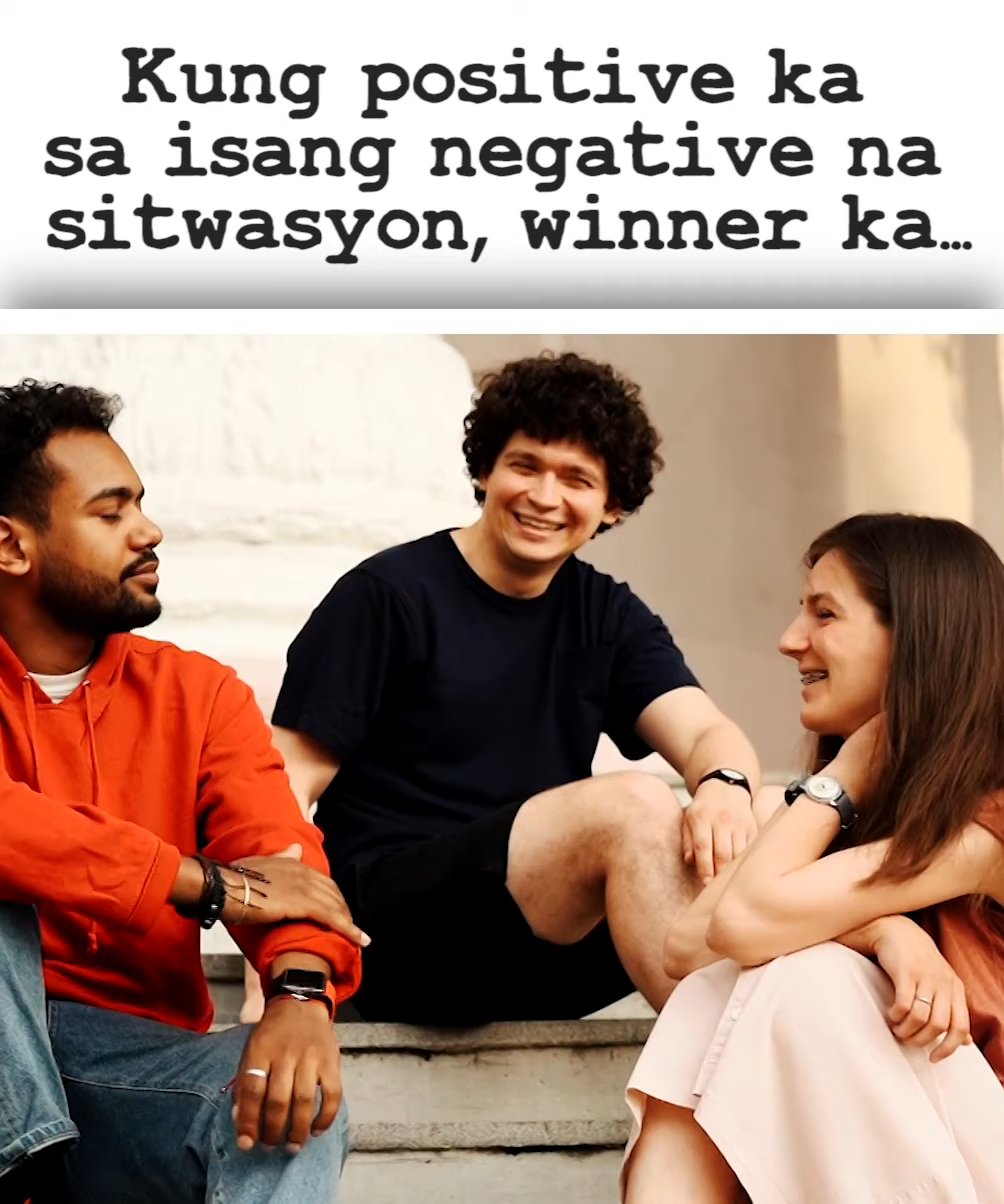 Kung positive ka
sa isang negative na
sitwasyon, winner ka…